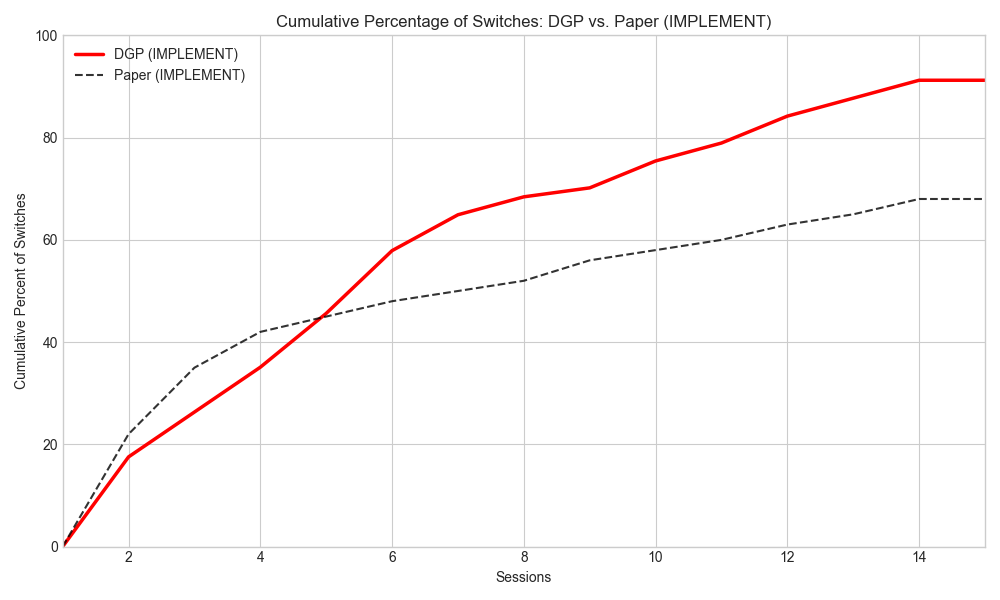 Cumulative Percentage of Switches: DGP vs. Paper (IMPLEMENT)
DGP (IMPLEMENT)
Paper (IMPLEMENT)
Cumulative Percent of Switches
100
80
60
40
20
0
2 4 6 8 10 12 14
Sessions